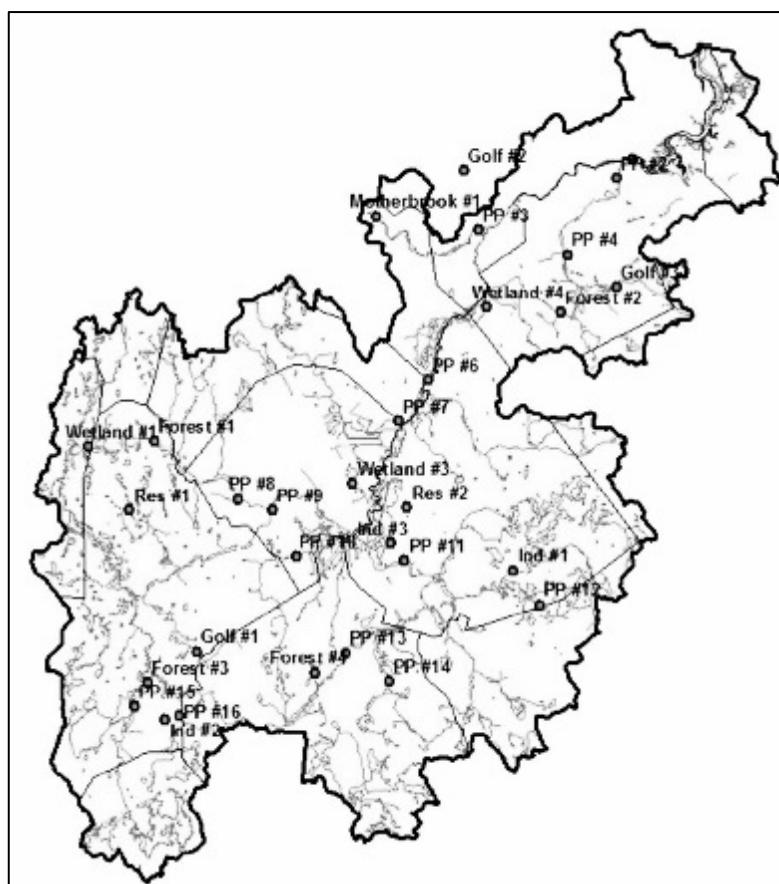 Golf #2
PP #2
Motherbrook #1
PP #3
PP #4
Golf #3
Wetland #4
Forest #2
PP #6
PP #7
Forest #1
Wetland #1
Wetland #3
PP #8
PP #9
Res #1
Res #2
Ind #3
PP #11
Ind #1
PP #12
Golf #1
PP #13
Forest #4
PP #14
Forest #3
PP #15
PP #16
Ind #2